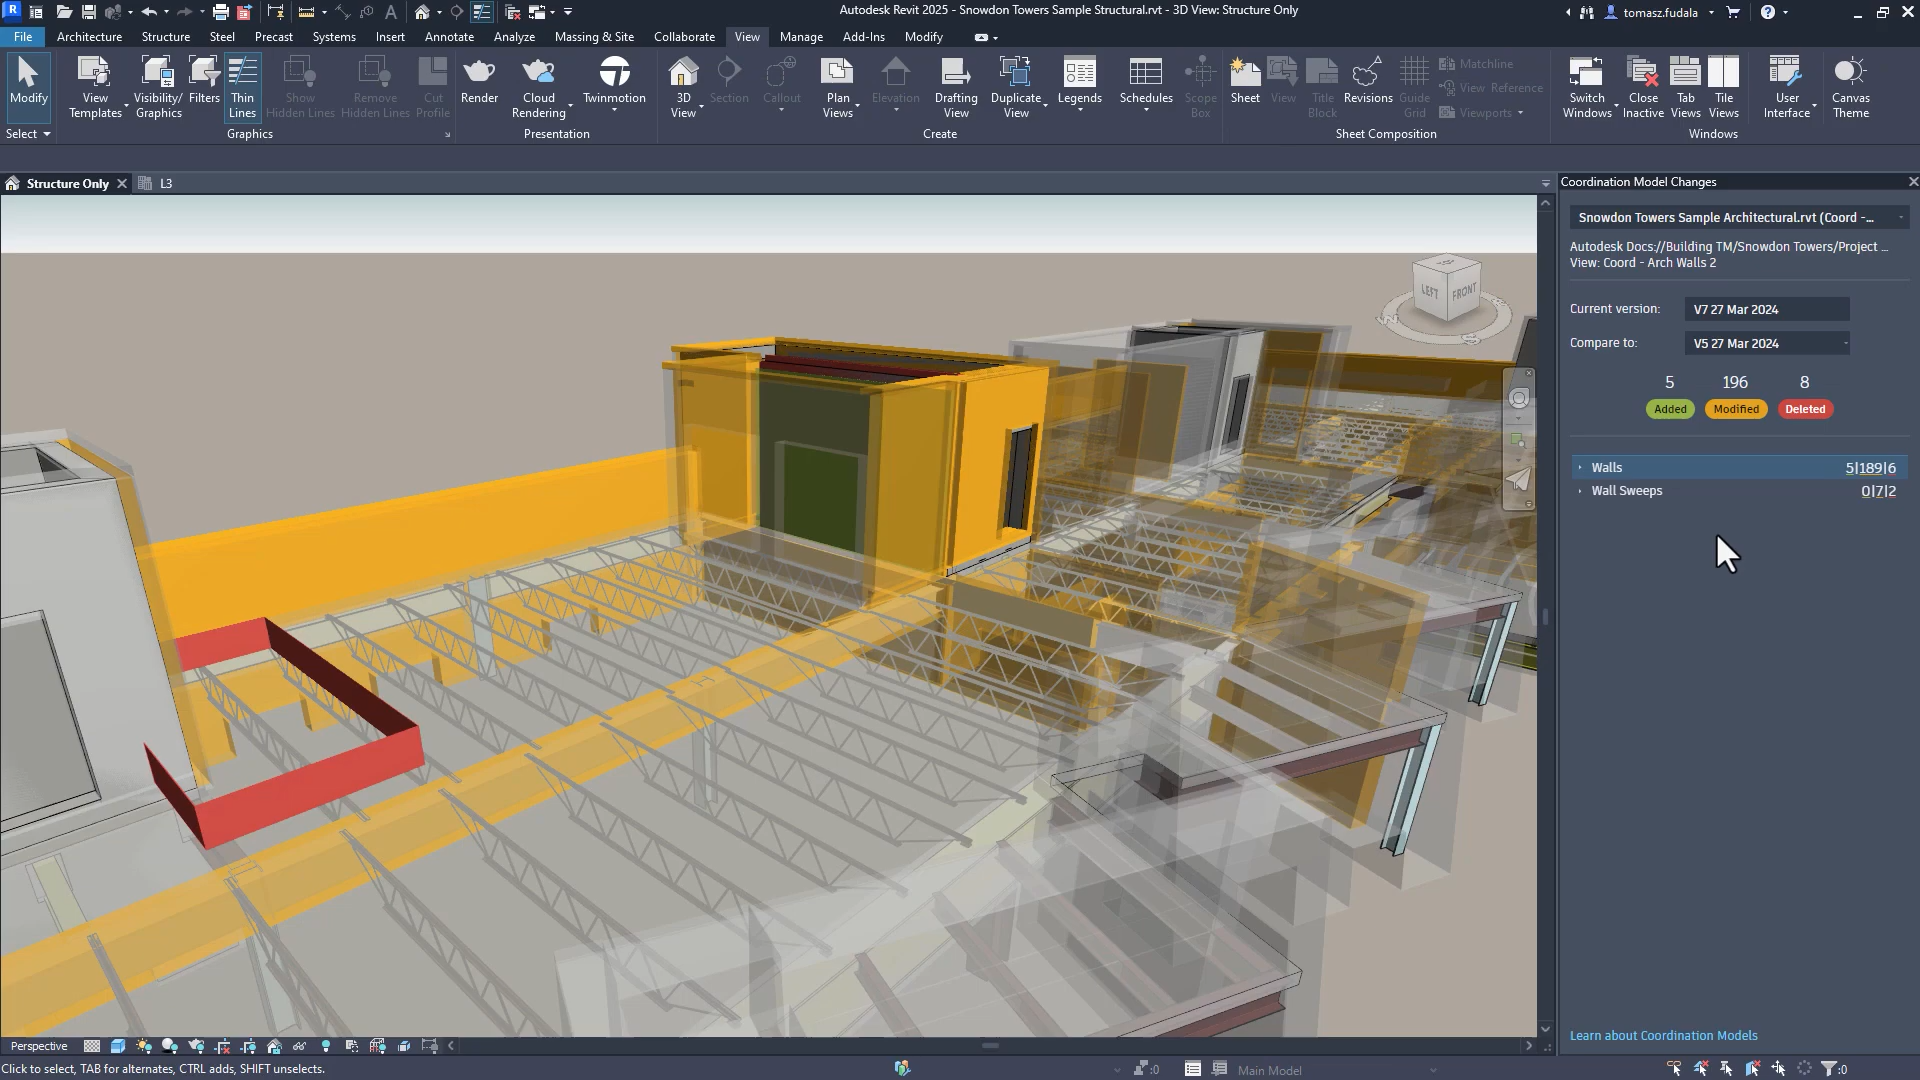 Autodesk Revit 2025 - Snowdon Towers Sample Structural.rvt - 3D View: Structure Only
tomasz.fudala
File Architecture Structure Steel Precast Systems Insert Annotate Analyze Massing & Site Collaborate View Manage Add-Ins Modify
Modify
View Templates
Visibility/ Graphics
Filters
Thin Lines
Show Hidden Lines
Remove Hidden Lines
Cut Profile
Render
Cloud Rendering
Twinmotion
3D View
Section
Callout
Plan Views
Elevation
Drafting View
Duplicate View
Legends
Schedules
Scope Box
Sheet
View
Title Block
Revisions
Guide Grid
Matchline
View Reference
Viewports
Switch Windows
Close Inactive
Tab Views
Tile Views
User Interface
Canvas Theme
Select Graphics Presentation Create Sheet Composition Windows
Structure Only
L3
LEFT
FRONT
Coordination Model Changes
Snowdon Towers Sample Architectural.rvt (Coord -...
Autodesk Docs://Building TM/Snowdon Towers/Project ...
View: Coord - Arch Walls 2
Current version: V7 27 Mar 2024
Compare to: V5 27 Mar 2024
5 196 8
Added Modified Deleted
Walls 5|189|6
Wall Sweeps 0|7|2
Learn about Coordination Models
Perspective
Click to select, TAB for alternates, CTRL adds, SHIFT unselects.
:0
Main Model
:0